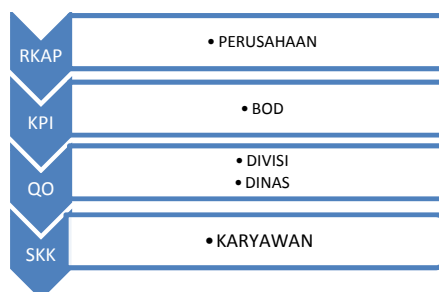 RKAP
• PERUSAHAAN
KPI
• BOD
QO
• DIVISI
• DINAS
SKK
• KARYAWAN